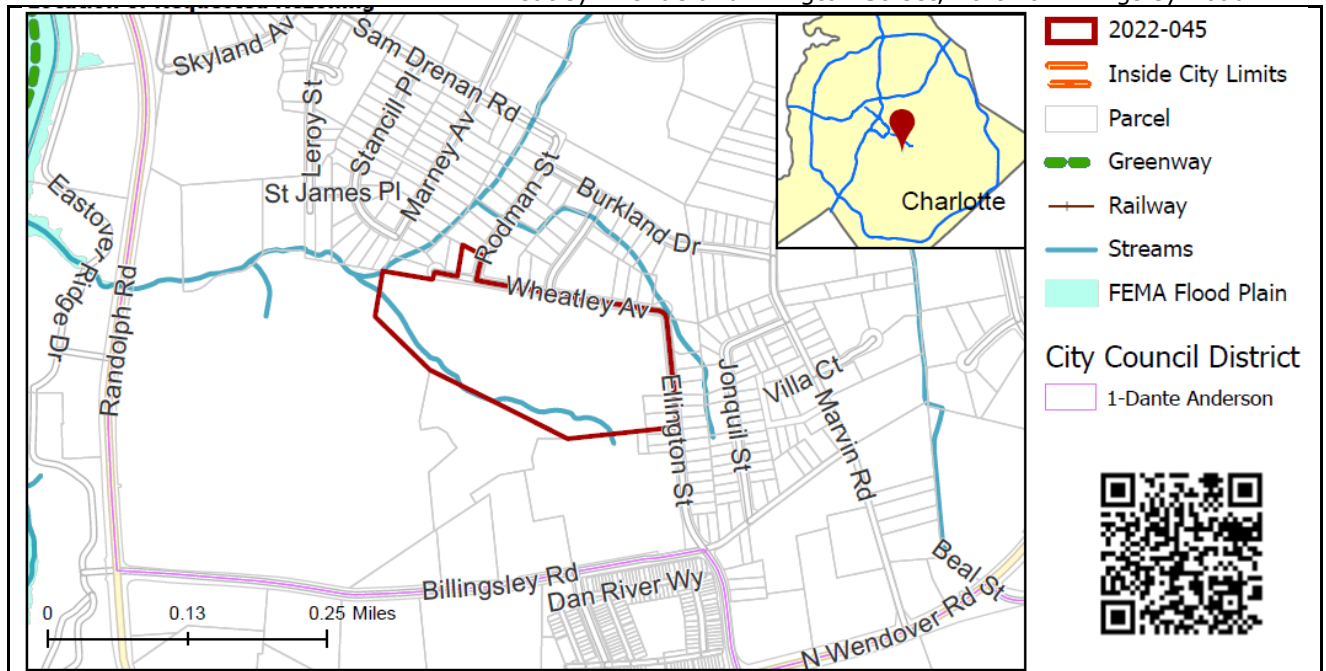 Skyland Av
Sam Drenan Rd
Leroy St
Stancill Pl
Marney Av
St James Pl
Rodman St
Burkland Dr
Eastover Ridge Dr
Randolph Rd
Wheatley Av
Ellington St
Jonquil St
Villa Ct
Marvin Rd
Billingsley Rd
Dan River Wy
Beal St
N Wendover Rd
0 0.13 0.25 Miles
Charlotte
2022-045
Inside City Limits
Parcel
Greenway
Railway
Streams
FEMA Flood Plain
City Council District
1-Dante Anderson